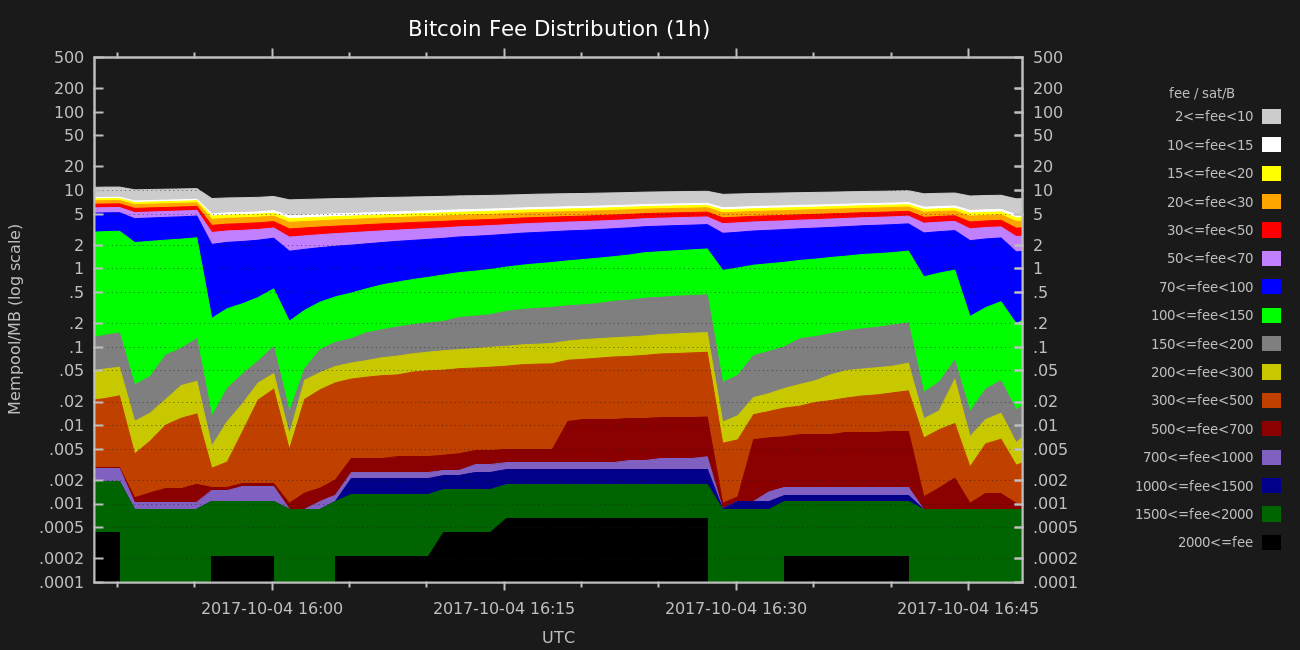 Bitcoin Fee Distribution (1h)
500 500
200 200
100 100
50 50
20 20
10 10
5 5
2 2
1 1
.5 .5
.2 .2
.1 .1
.05 .05
.02 .02
.01 .01
.005 .005
.002 .002
.001 .001
.0005 .0005
.0002 .0002
.0001 .0001
Mempool/MB (log scale)
2017-10-04 16:00 2017-10-04 16:15 2017-10-04 16:30 2017-10-04 16:45
UTC
fee / sat/B
2<=fee<10
10<=fee<15
15<=fee<20
20<=fee<30
30<=fee<50
50<=fee<70
70<=fee<100
100<=fee<150
150<=fee<200
200<=fee<300
300<=fee<500
500<=fee<700
700<=fee<1000
1000<=fee<1500
1500<=fee<2000
2000<=fee